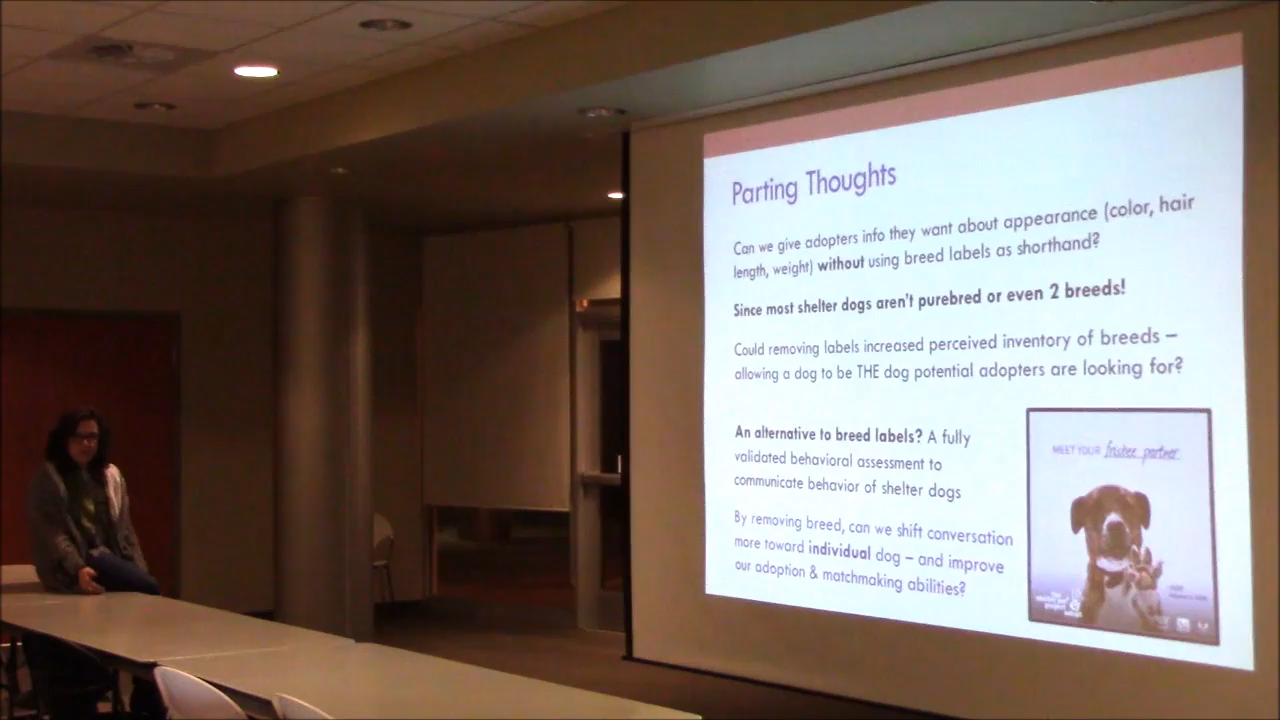 Parting Thoughts
Can we give adopters info they want about appearance (color, hair
length, weight) without using breed labels as shorthand?
Since most shelter dogs aren't purebred or even 2 breeds!
Could removing labels increased perceived inventory of breeds –
allowing a dog to be THE dog potential adopters are looking for?
An alternative to breed labels? A fully
validated behavioral assessment to
communicate behavior of shelter dogs
By removing breed, can we shift conversation
more toward individual dog – and improve
our adoption & matchmaking abilities?
MEET YOUR frisbee partner